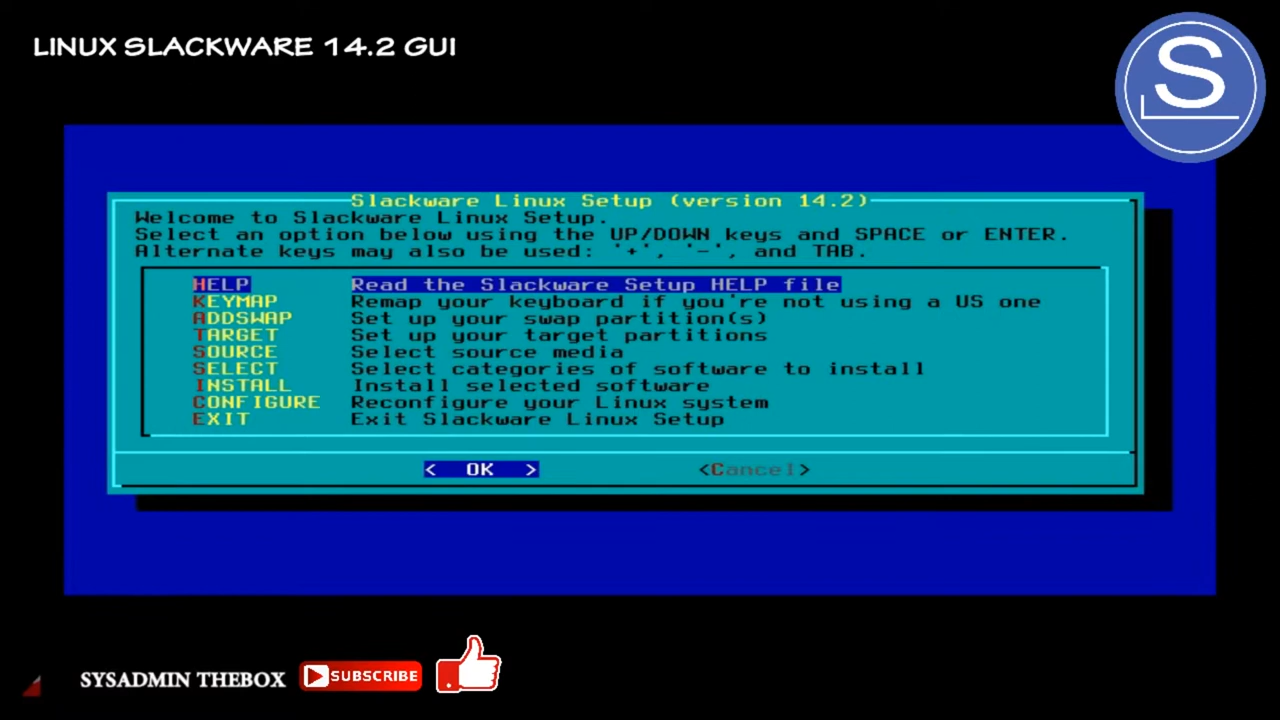 LINUX SLACKWARE 14.2 GUI
S
Slackware Linux Setup (version 14.2)
Welcome to Slackware Linux Setup.
Select an option below using the UP/DOWN keys and SPACE or ENTER.
Alternate keys may also be used: '+', '-', and TAB.
HELP Read the Slackware Setup HELP file
KEYMAP Remap your keyboard if you're not using a US one
ADDSWAP Set up your swap partition(s)
TARGET Set up your target partitions
SOURCE Select source media
SELECT Select categories of software to install
INSTALL Install selected software
CONFIGURE Reconfigure your Linux system
EXIT Exit Slackware Linux Setup
< OK > <Cancel>
SYSADMIN THEBOX SUBSCRIBE